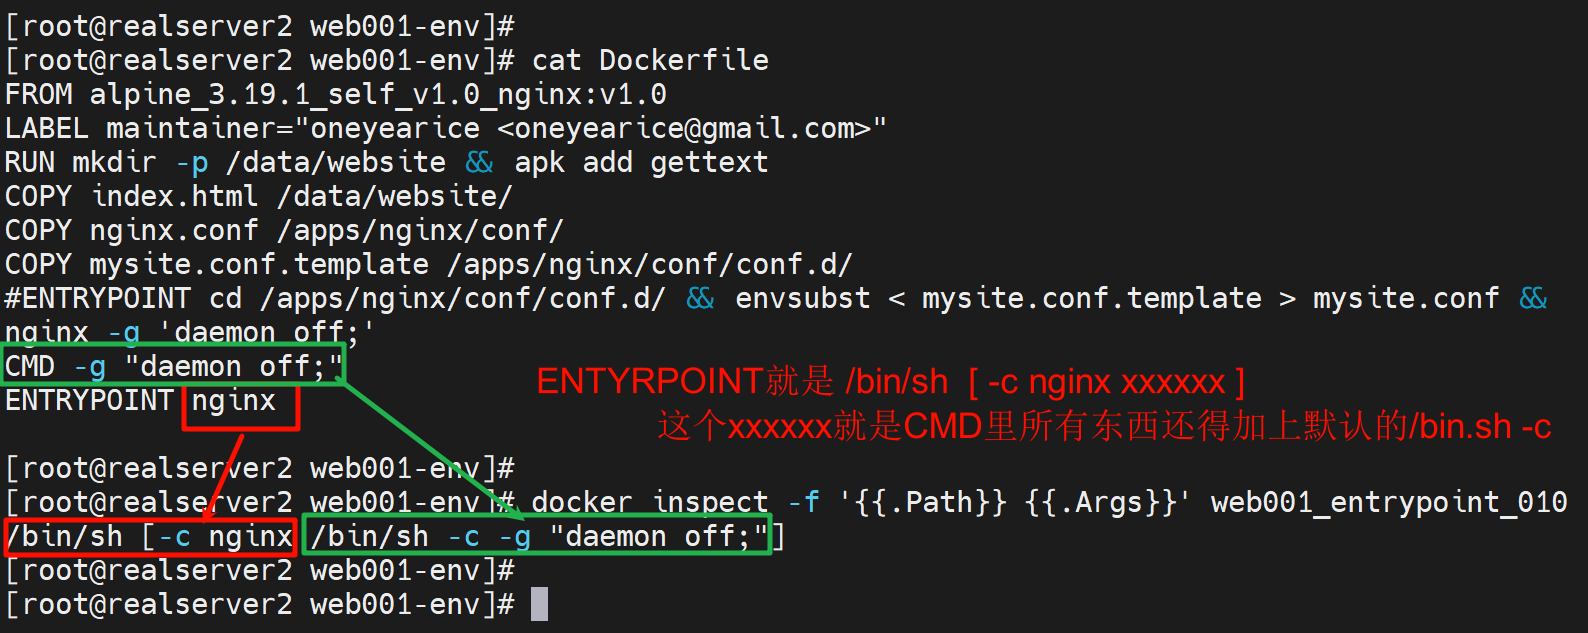 [root@realserver2 web001-env]#
[root@realserver2 web001-env]# cat Dockerfile
FROM alpine_3.19.1_self_v1.0_nginx:v1.0
LABEL maintainer="oneyearice <oneyearice@gmail.com>"
RUN mkdir -p /data/website && apk add gettext
COPY index.html /data/website/
COPY nginx.conf /apps/nginx/conf/
COPY mysite.conf.template /apps/nginx/conf/conf.d/
#ENTRYPOINT cd /apps/nginx/conf/conf.d/ && envsubst < mysite.conf.template > mysite.conf &&
nginx -g 'daemon off;'
CMD -g "daemon off;"
ENTRYPOINT nginx
ENTYRPOINT就是 /bin/sh [ -c nginx xxxxxx ]
这个xxxxxx就是CMD里所有东西还得加上默认的/bin.sh -c
[root@realserver2 web001-env]#
[root@realserver2 web001-env]# docker inspect -f '{{.Path}} {{.Args}}' web001_entrypoint_010
/bin/sh [-c nginx /bin/sh -c -g "daemon off;"]
[root@realserver2 web001-env]#
[root@realserver2 web001-env]#